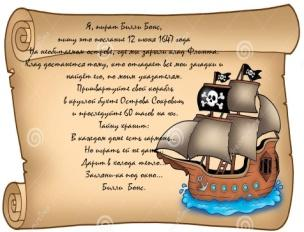 Я, пират Билли Бонс,
пишу это послание 12 июня 1647 года
На необитаемом острове, где мы зарыли клад Флинта.
Клад достанется тому, кто отгадает все мои загадки и
найдёт его, по моим указателям.
Пришвартуйте свой корабль
в круглой бухте Острова Сокровищ
и проследуйте 60 шагов на юг.
Тайну хранит:
В каждом доме есть гармонь,
Но играть ей не
Дарит в холода тепло
Загляни-ка под окно...
Билли Бонс.